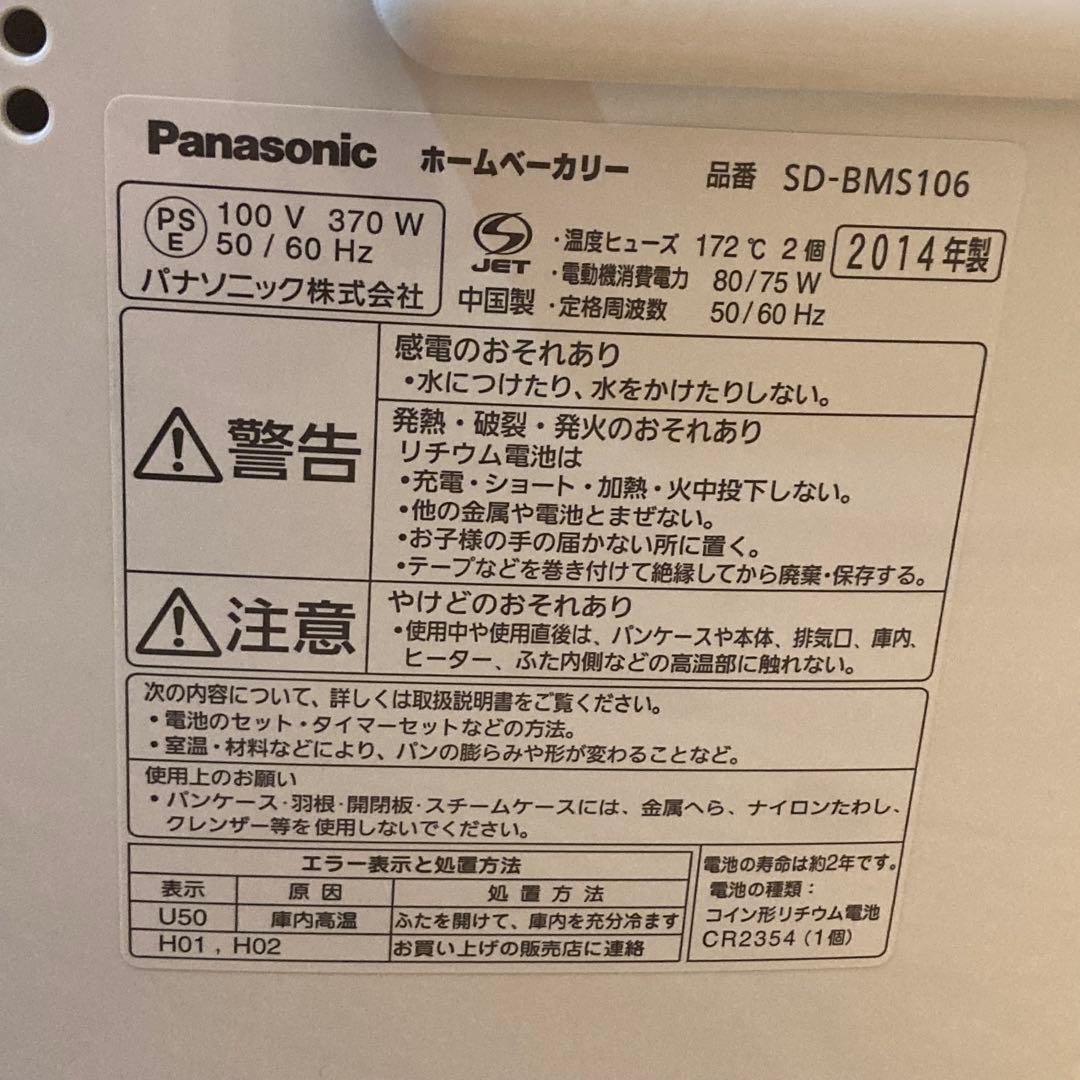 Panasonic ホームベーカリー 品番 SD-BMS106
PS E 100 V 370 W
50 / 60 Hz
パナソニック株式会社
JET
中国製
・温度ヒューズ 172℃ 2個
・電動機消費電力 80/75 W
・定格周波数 50/60 Hz
2014年製
警告
感電のおそれあり
•水につけたり、水をかけたりしない。
発熱・破裂・発火のおそれあり
リチウム電池は
•充電・ショート・加熱・火中投下しない。
•他の金属や電池とまぜない。
•お子様の手の届かない所に置く。
•テープなどを巻き付けて絶縁してから廃棄・保存する。
注意
やけどのおそれあり
•使用中や使用直後は、パンケースや本体、排気口、庫内、
ヒーター、ふた内側などの高温部に触れない。
次の内容について、詳しくは取扱説明書をご覧ください。
•電池のセット・タイマーセットなどの方法。
•室温・材料などにより、パンの膨らみや形が変わることなど。
使用上のお願い
•パンケース・羽根・開閉板・スチームケースには、金属へら、ナイロンたわし、
クレンザー等を使用しないでください。
エラー表示と処置方法
表示 原因 処置方法
U50 庫内高温 ふたを開けて、庫内を充分冷ます
H01 , H02 お買い上げの販売店に連絡
電池の寿命は約2年です。
電池の種類：
コイン形リチウム電池
CR2354（1個）